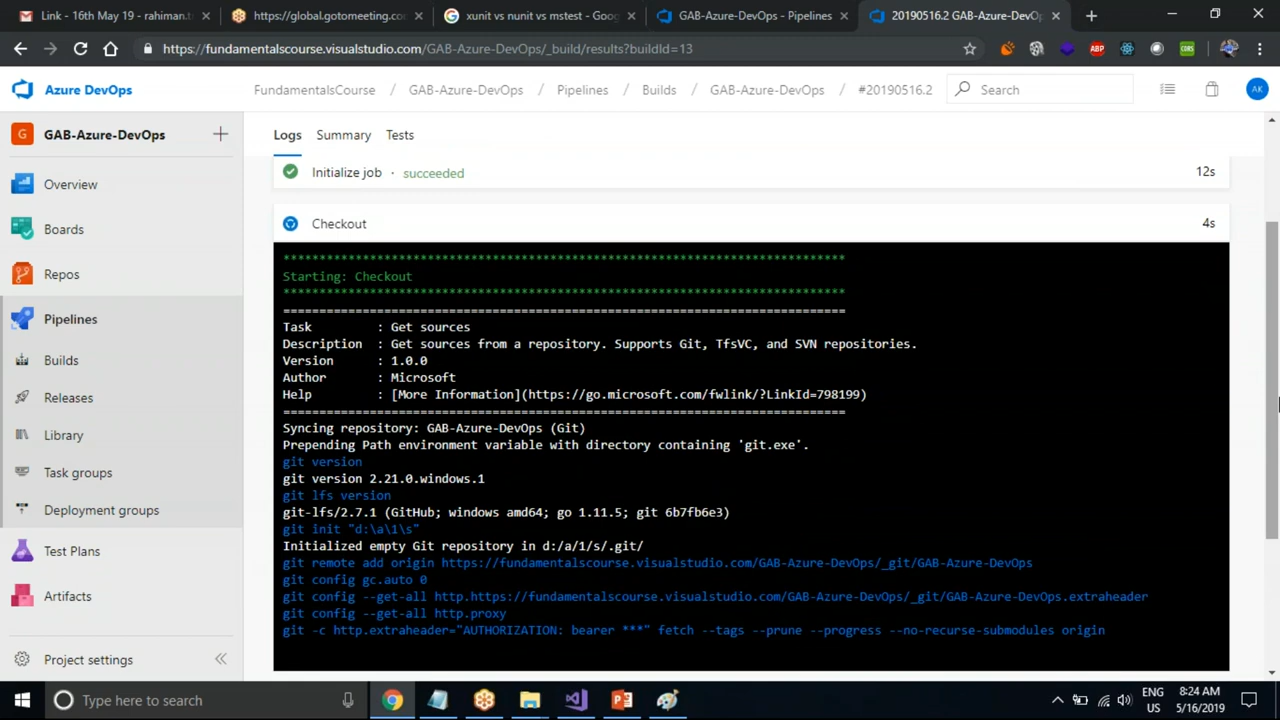 Link - 16th May 19 - rahiman.t
https://global.gotomeeting.co
xunit vs nunit vs mstest - Goo
GAB-Azure-DevOps - Pipelines
20190516.2 GAB-Azure-DevO
https://fundamentalscourse.visualstudio.com/GAB-Azure-DevOps/_build/results?buildId=13
ABP
CORS
Azure DevOps
FundamentalsCourse / GAB-Azure-DevOps / Pipelines / Builds / GAB-Azure-DevOps / #20190516.2
Search
AK
G GAB-Azure-DevOps
Overview
Boards
Repos
Pipelines
Builds
Releases
Library
Task groups
Deployment groups
Test Plans
Artifacts
Project settings
Logs Summary Tests
Initialize job · succeeded 12s
Checkout 4s
******************************************************************************
Starting: Checkout
******************************************************************************
==============================================================================
Task : Get sources
Description : Get sources from a repository. Supports Git, TfsVC, and SVN repositories.
Version : 1.0.0
Author : Microsoft
Help : [More Information](https://go.microsoft.com/fwlink/?LinkId=798199)
==============================================================================
Syncing repository: GAB-Azure-DevOps (Git)
Prepending Path environment variable with directory containing 'git.exe'.
git version
git version 2.21.0.windows.1
git lfs version
git-lfs/2.7.1 (GitHub; windows amd64; go 1.11.5; git 6b7fb6e3)
git init "d:\a\1\s"
Initialized empty Git repository in d:/a/1/s/.git/
git remote add origin https://fundamentalscourse.visualstudio.com/GAB-Azure-DevOps/_git/GAB-Azure-DevOps
git config gc.auto 0
git config --get-all http.https://fundamentalscourse.visualstudio.com/GAB-Azure-DevOps/_git/GAB-Azure-DevOps.extraheader
git config --get-all http.proxy
git -c http.extraheader="AUTHORIZATION: bearer ***" fetch --tags --prune --progress --no-recurse-submodules origin
Type here to search
ENG
US
8:24 AM
5/16/2019